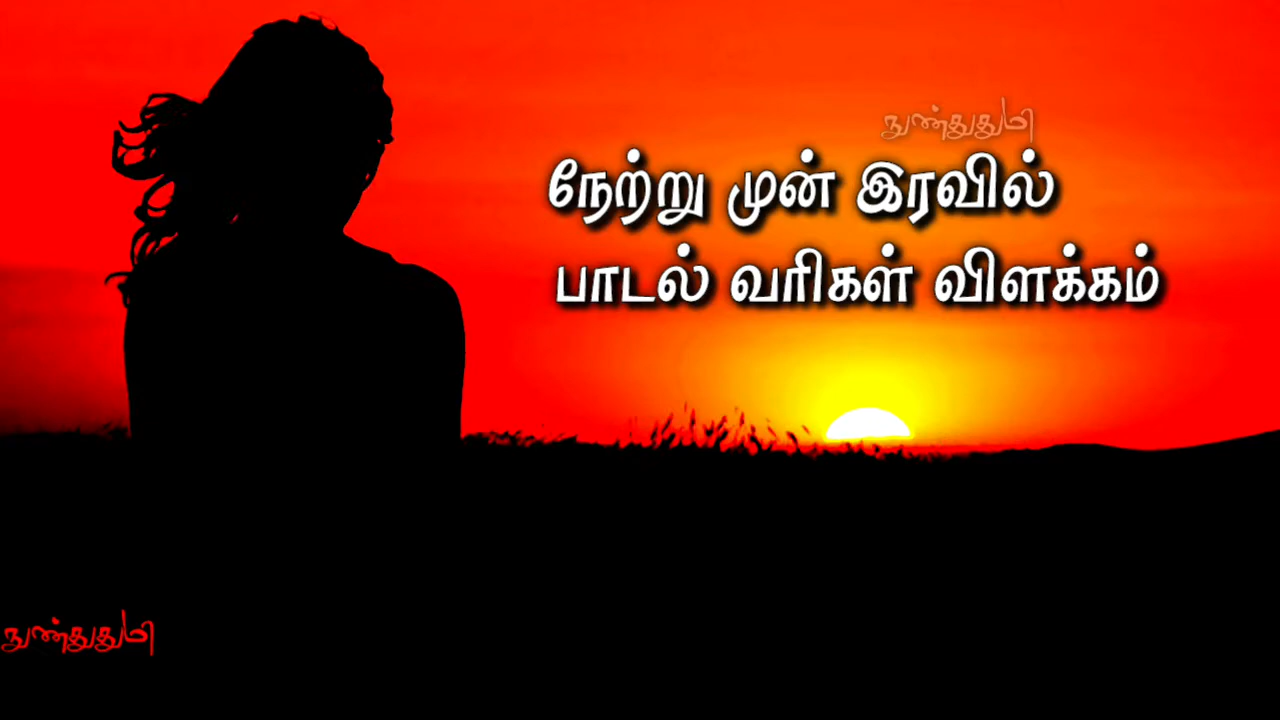 நுண்துதுமி
நேற்று முன் இரவில்
பாடல் வரிகள் விளக்கம்
நுண்துதுமி